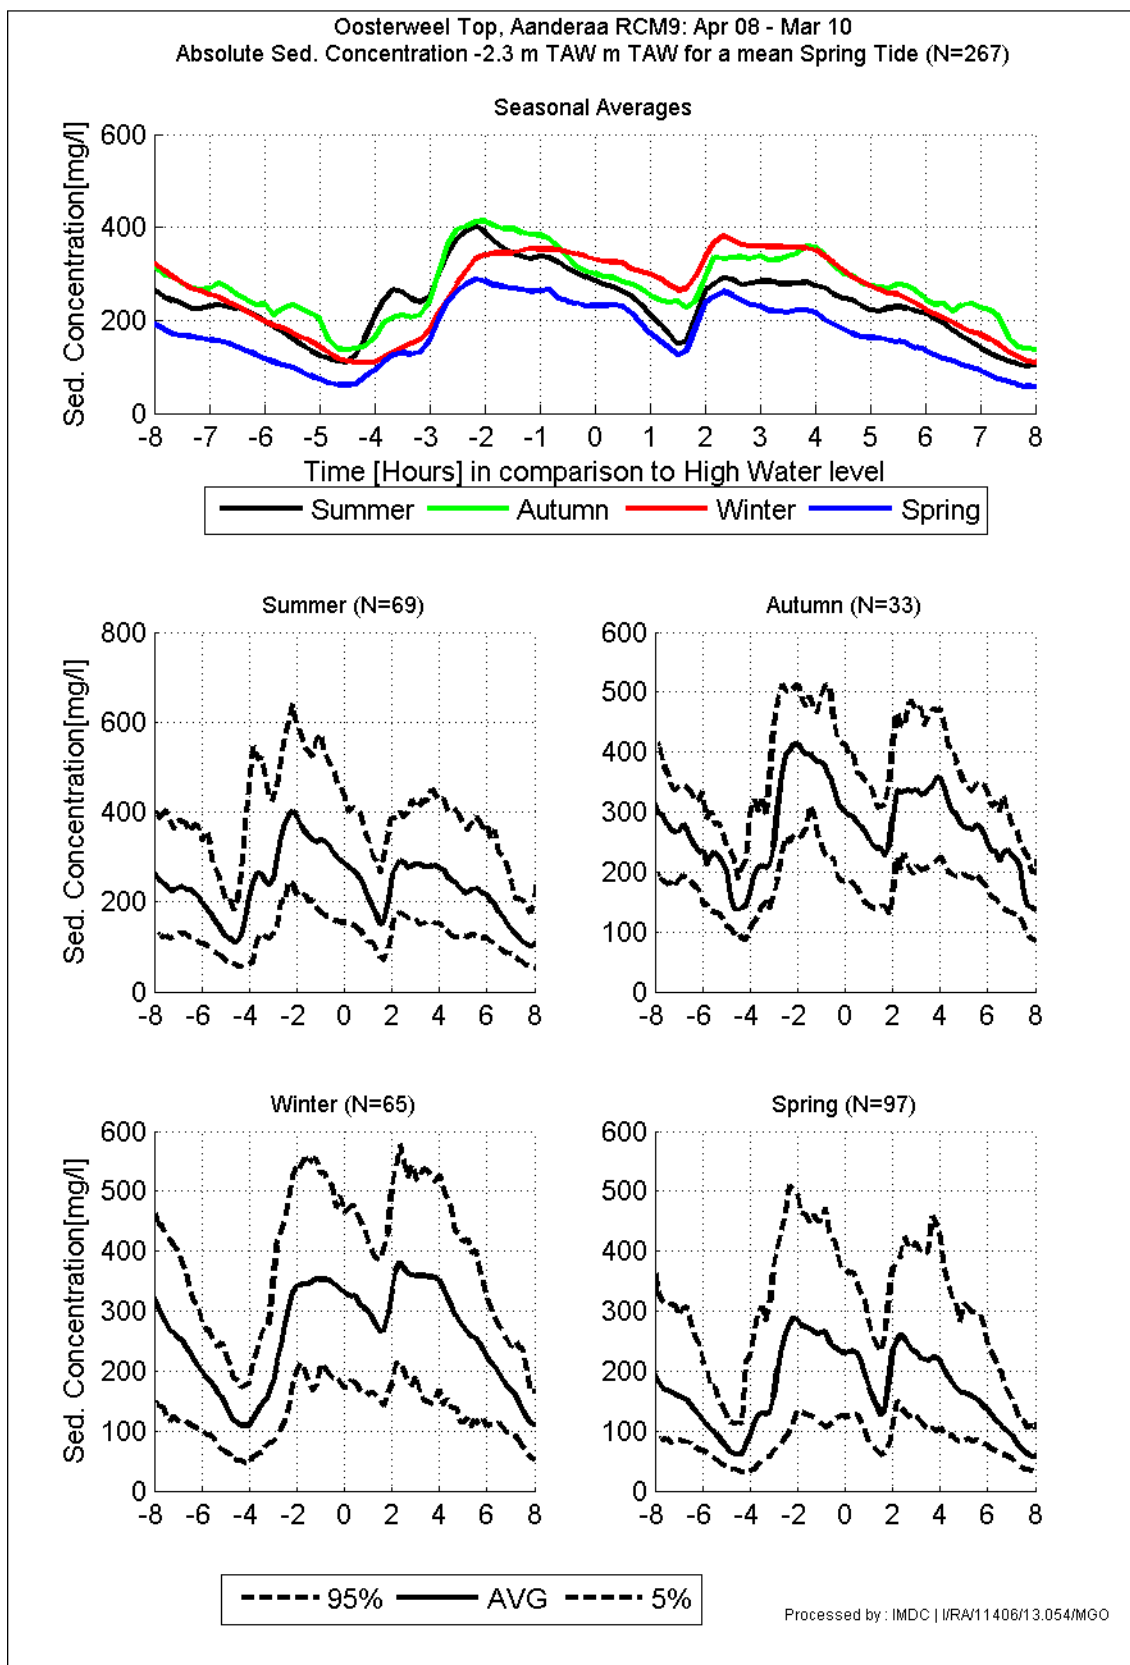 Oosterweel Top, Aanderaa RCM9: Apr 08 - Mar 10
Absolute Sed. Concentration -2.3 m TAW m TAW for a mean Spring Tide (N=267)
Seasonal Averages
Sed. Concentration[mg/l]
600
400
200
0
-8 -7 -6 -5 -4 -3 -2 -1 0 1 2 3 4 5 6 7 8
Time [Hours] in comparison to High Water level
Summer Autumn Winter Spring
Summer (N=69)
Sed. Concentration[mg/l]
800
600
400
200
0
-8 -6 -4 -2 0 2 4 6 8
Autumn (N=33)
600
500
400
300
200
100
0
-8 -6 -4 -2 0 2 4 6 8
Winter (N=65)
Sed. Concentration[mg/l]
600
500
400
300
200
100
0
-8 -6 -4 -2 0 2 4 6 8
Spring (N=97)
600
500
400
300
200
100
0
-8 -6 -4 -2 0 2 4 6 8
95% AVG 5%
Processed by : IMDC | I/RA/11406/13.054/MGO